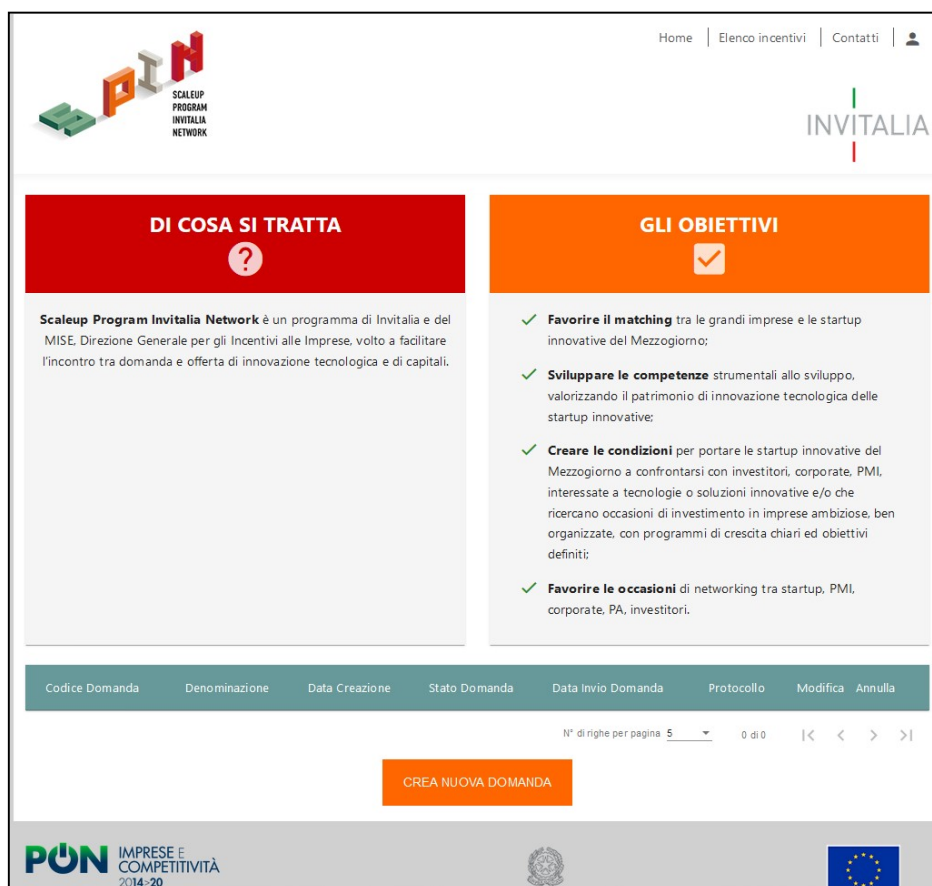 SPIN
SCALEUP
PROGRAM
INVITALIA
NETWORK
Home
Elenco incentivi
Contatti
INVITALIA
DI COSA SI TRATTA
?
Scaleup Program Invitalia Network è un programma di Invitalia e del
MISE, Direzione Generale per gli Incentivi alle Imprese, volto a facilitare
l'incontro tra domanda e offerta di innovazione tecnologica e di capitali.
GLI OBIETTIVI
Favorire il matching tra le grandi imprese e le startup
innovative del Mezzogiorno;
Sviluppare le competenze strumentali allo sviluppo,
valorizzando il patrimonio di innovazione tecnologica delle
startup innovative;
Creare le condizioni per portare le startup innovative del
Mezzogiorno a confrontarsi con investitori, corporate, PMI,
interessate a tecnologie o soluzioni innovative e/o che
ricercano occasioni di investimento in imprese ambiziose, ben
organizzate, con programmi di crescita chiari ed obiettivi
definiti;
Favorire le occasioni di networking tra startup, PMI,
corporate, PA, investitori.
Codice Domanda Denominazione Data Creazione Stato Domanda Data Invio Domanda Protocollo Modifica Annulla
N° di righe per pagina 5 0 di 0
CREA NUOVA DOMANDA
PON IMPRESE E
COMPETITIVITÀ
2014>20